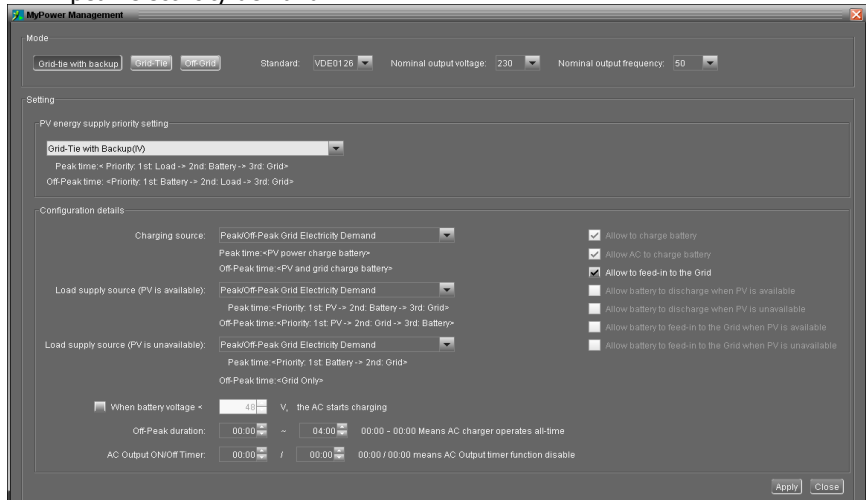 MyPower Management
Mode
Grid-tie with backup Grid-Tie Off-Grid Standard: VDE0126 Nominal output voltage: 230 Nominal output frequency: 50
Setting
PV energy supply priority setting
Grid-Tie with Backup(IV)
Peak time:< Priority: 1st: Load -> 2nd: Battery -> 3rd: Grid>
Off-Peak time: <Priority: 1st: Battery -> 2nd: Load -> 3rd: Grid>
Configuration details
Charging source: Peak/Off-Peak Grid Electricity Demand
Peak time:<PV power charge battery>
Off-Peak time:<PV and grid charge battery>
Load supply source (PV is available): Peak/Off-Peak Grid Electricity Demand
Peak time:<Priority: 1st: PV -> 2nd: Battery -> 3rd: Grid>
Off-Peak time:<Priority: 1st: PV -> 2nd: Grid -> 3rd: Battery>
Load supply source (PV is unavailable): Peak/Off-Peak Grid Electricity Demand
Peak time:<Priority: 1st: Battery -> 2nd: Grid>
Off-Peak time:<Grid Only>
Allow to charge battery
Allow AC to charge battery
Allow to feed-in to the Grid
Allow battery to discharge when PV is available
Allow battery to discharge when PV is unavailable
Allow battery to feed-in to the Grid when PV is available
Allow battery to feed-in to the Grid when PV is unavailable
When battery voltage < 48 V, the AC starts charging
Off-Peak duration: 00:00 ~ 04:00 00:00 - 00:00 Means AC charger operates all-time
AC Output ON/Off Timer: 00:00 / 00:00 00:00 / 00:00 means AC Output timer function disable
Apply Close